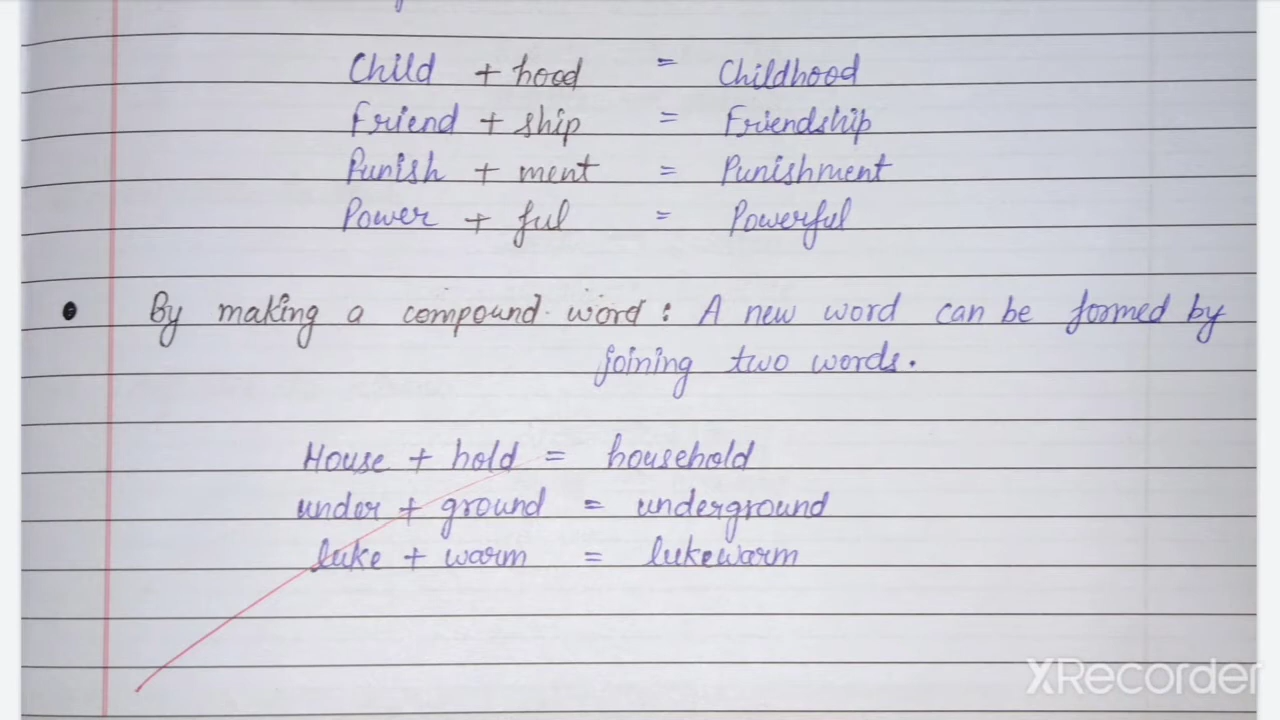 Child + hood = Childhood
Friend + ship = Friendship
Punish + ment = Punishment
Power + ful = Powerful
• By making a compound word : A new word can be formed by
joining two words.
House + hold = household
under + ground = underground
luke + warm = lukewarm
XRecorder